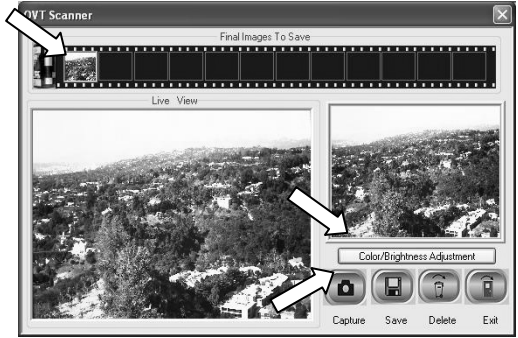 OVT Scanner
Final Images To Save
Live View
Color/Brightness Adjustment
Capture Save Delete Exit